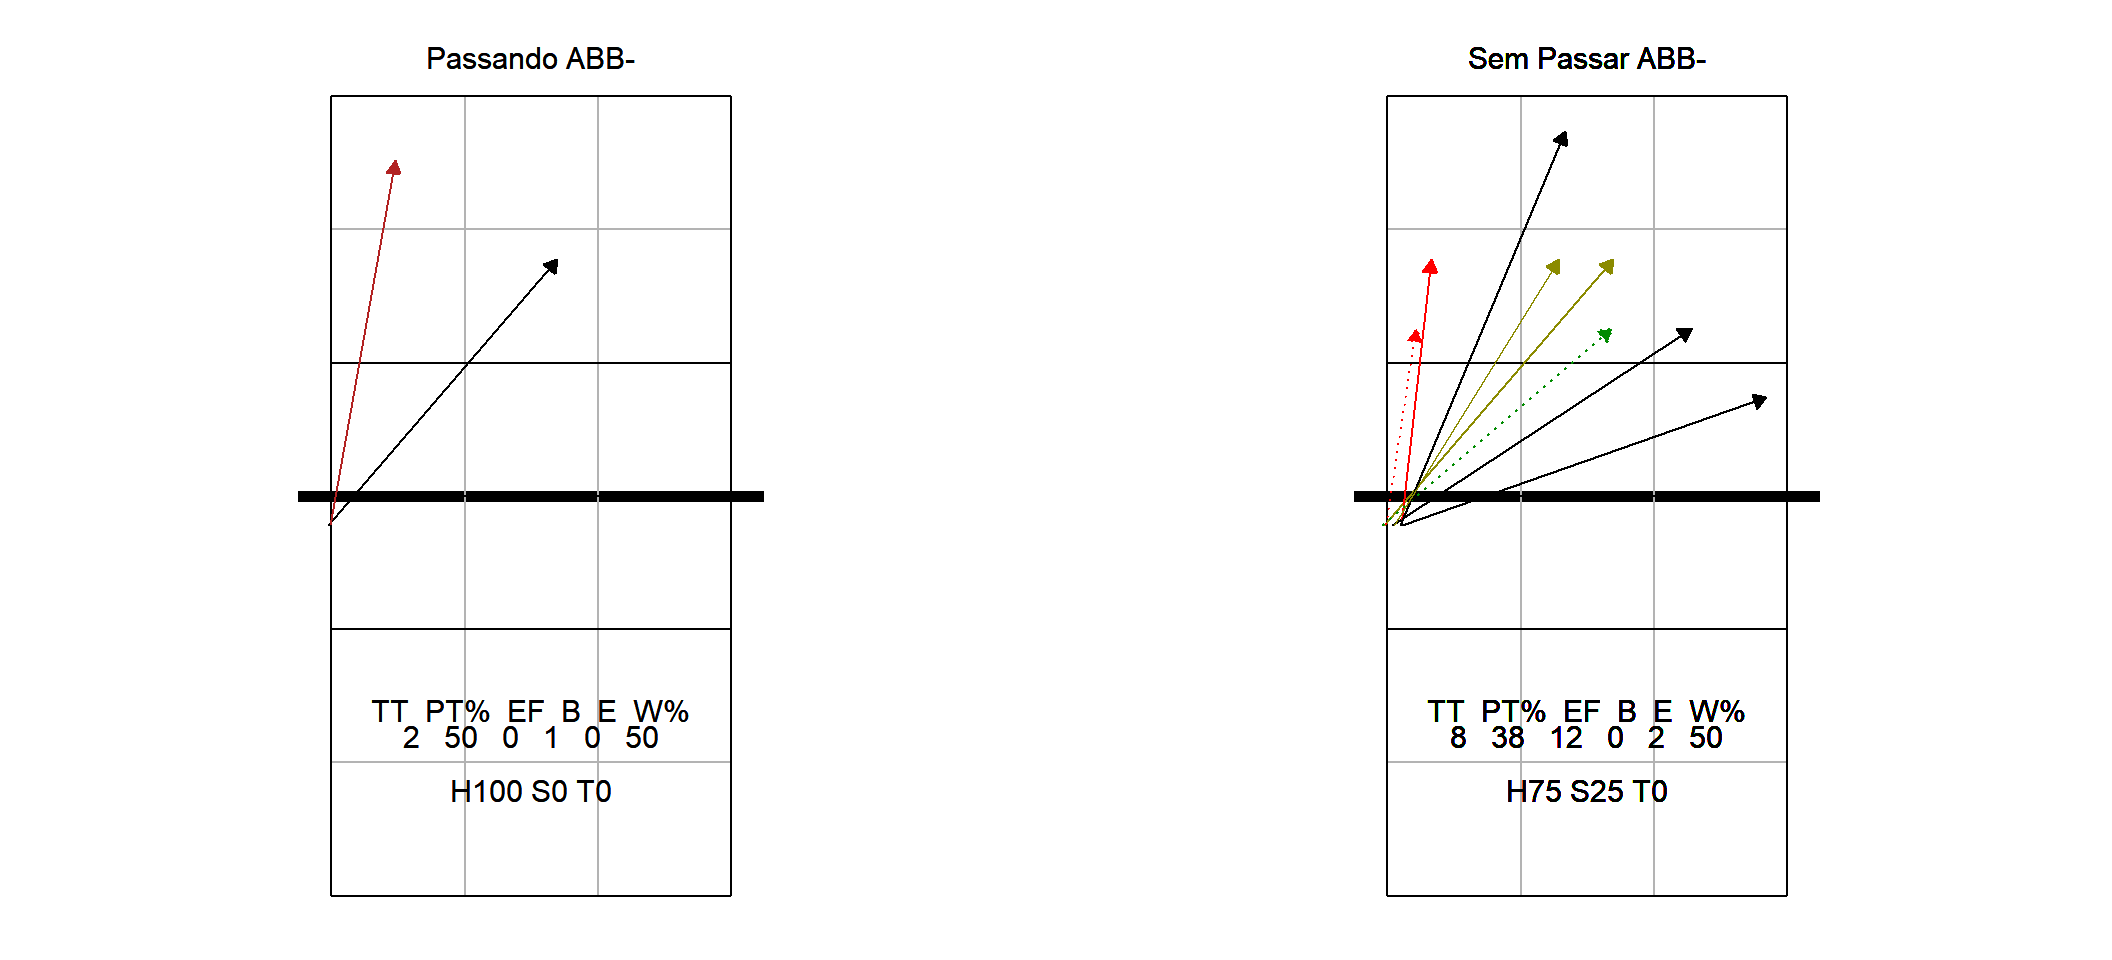 Passando ABB-
TT PT% EF B E W%
2 50 0 1 0 50
H100 S0 T0
Sem Passar ABB-
TT PT% EF B E W%
8 38 12 0 2 50
H75 S25 T0